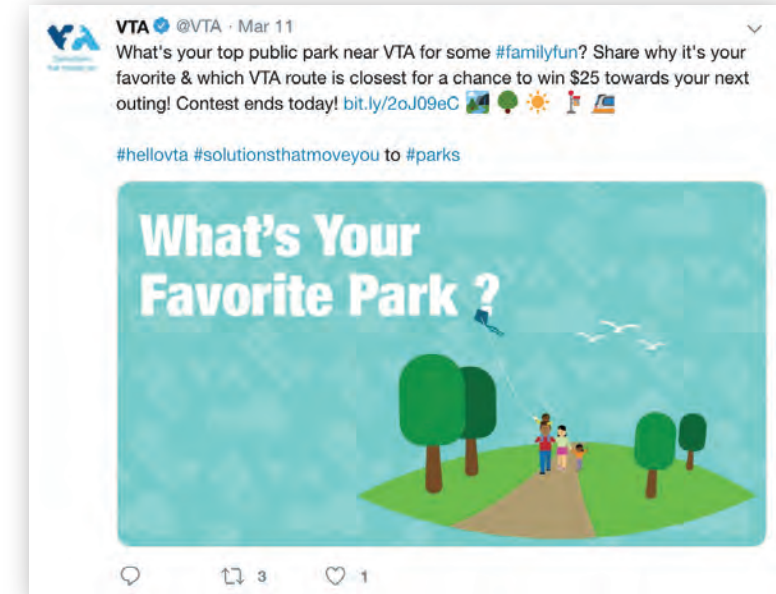 VTA @VTA · Mar 11
What's your top public park near VTA for some #familyfun? Share why it's your
favorite & which VTA route is closest for a chance to win $25 towards your next
outing! Contest ends today! bit.ly/2oJ09eC
#hellovta #solutionsthatmoveyou to #parks
What's Your
Favorite Park ?
3 1